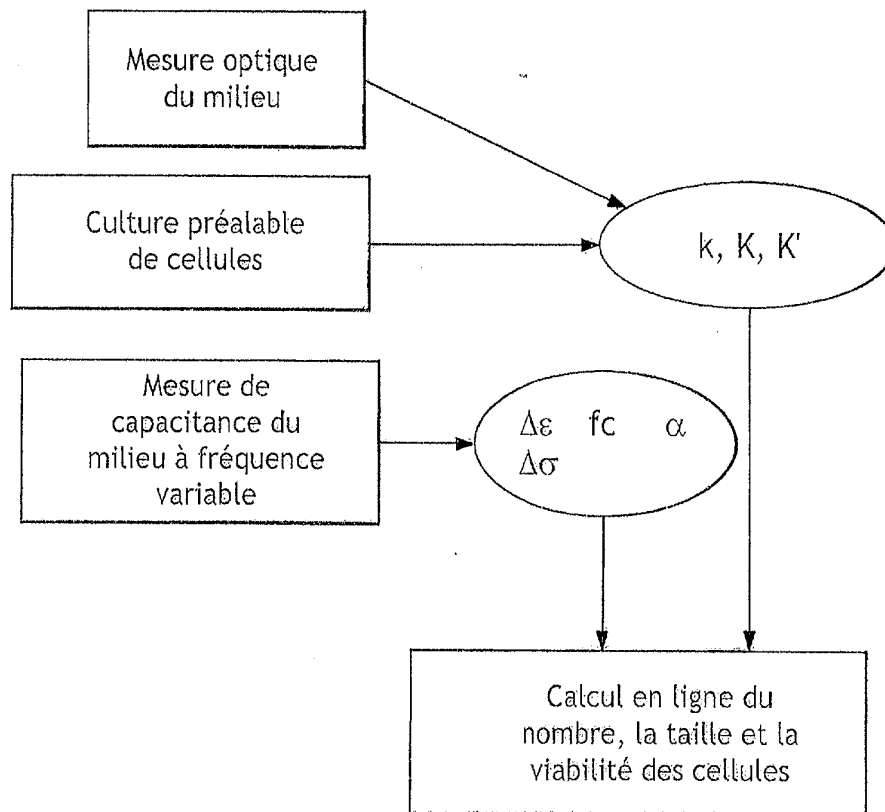 Mesure optique
du milieu
Culture préalable
de cellules
k, K, K'
Mesure de
capacitance du
milieu à fréquence
variable
Δε fc α
Δσ
Calcul en ligne du
nombre, la taille et la
viabilité des cellules